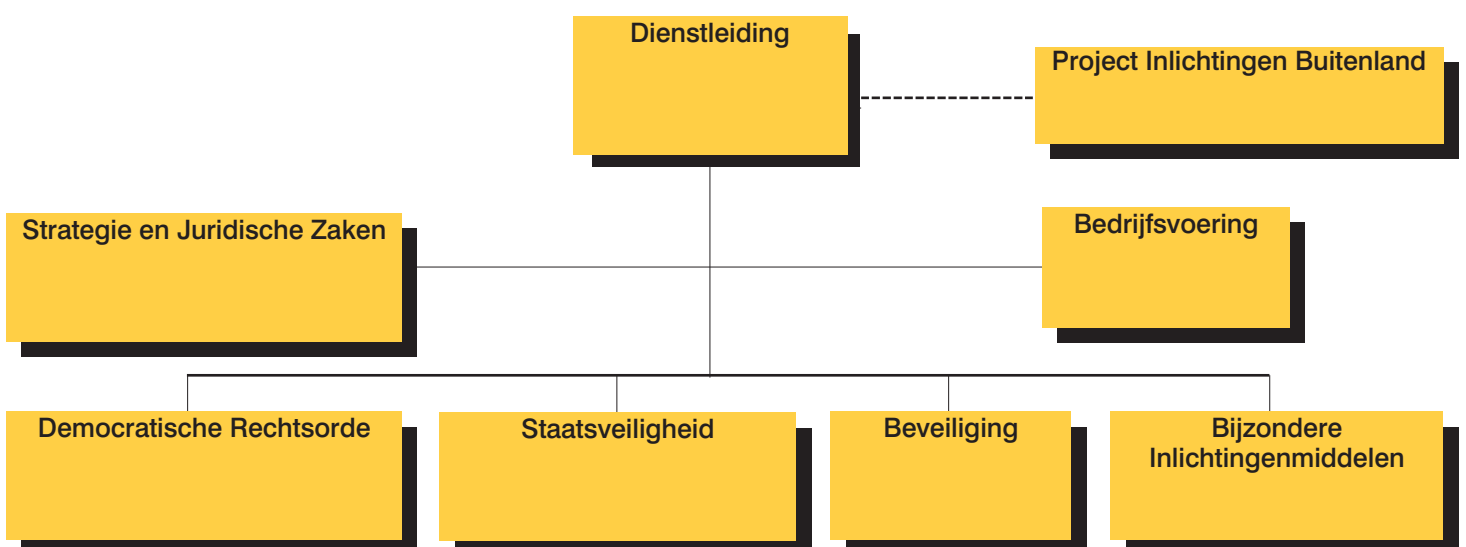 Dienstleiding
Project Inlichtingen Buitenland
Strategie en Juridische Zaken
Bedrijfsvoering
Democratische Rechtsorde
Staatsveiligheid
Beveiliging
Bijzondere
Inlichtingenmiddelen